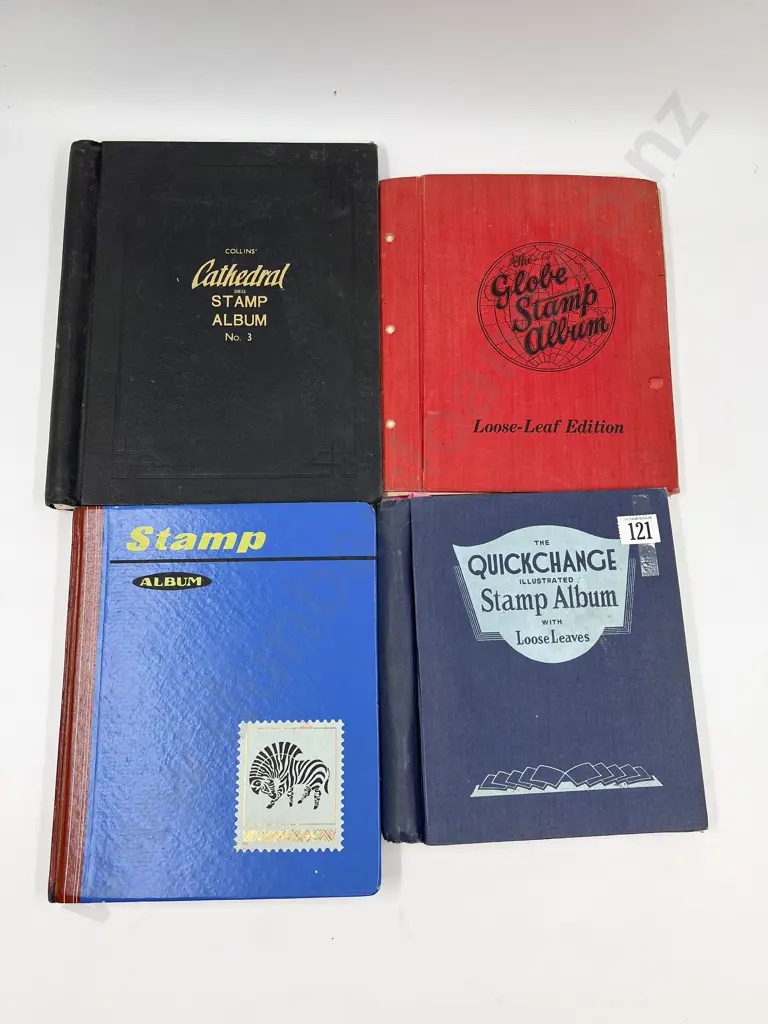 COLLINS'
Cathedral
STAMP
ALBUM
No. 3
The
Globe
Stamp
Album
Loose-Leaf Edition
Stamp
ALBUM
121
THE
QUICKCHANGE
ILLUSTRATED
Stamp Album
WITH
Loose Leaves